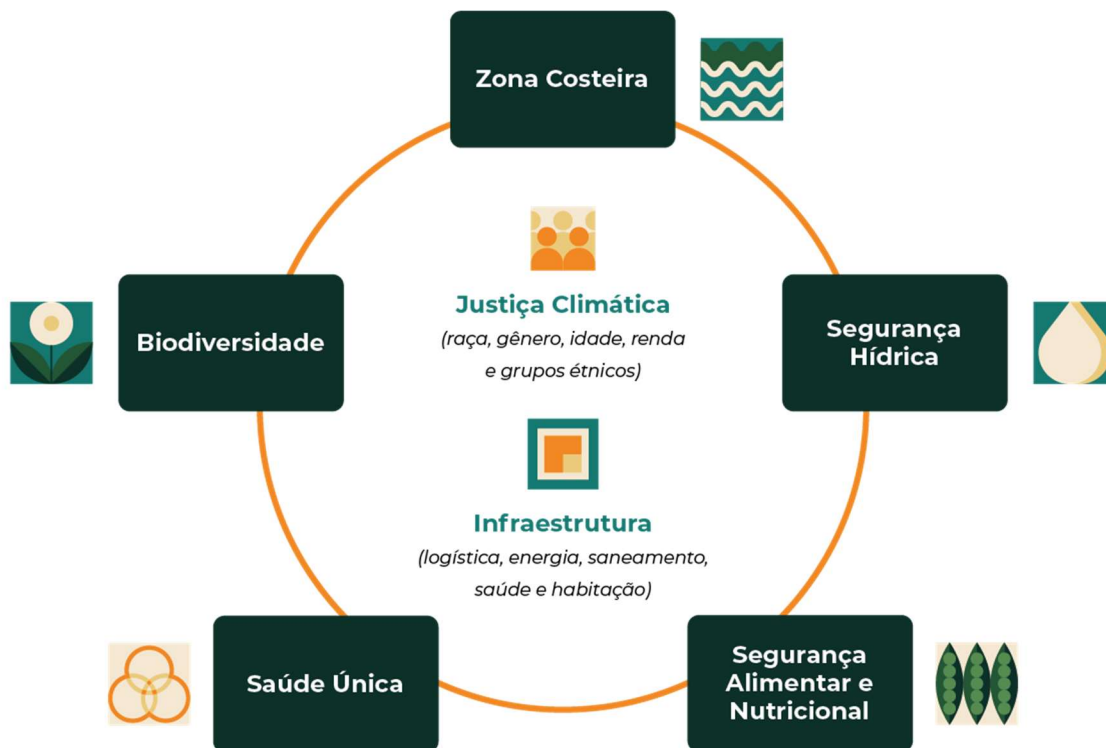 Zona Costeira
Justiça Climática
(raça, gênero, idade, renda
e grupos étnicos)
Biodiversidade
Segurança
Hídrica
Infraestrutura
(logística, energia, saneamento,
saúde e habitação)
Saúde Única
Segurança
Alimentar e
Nutricional